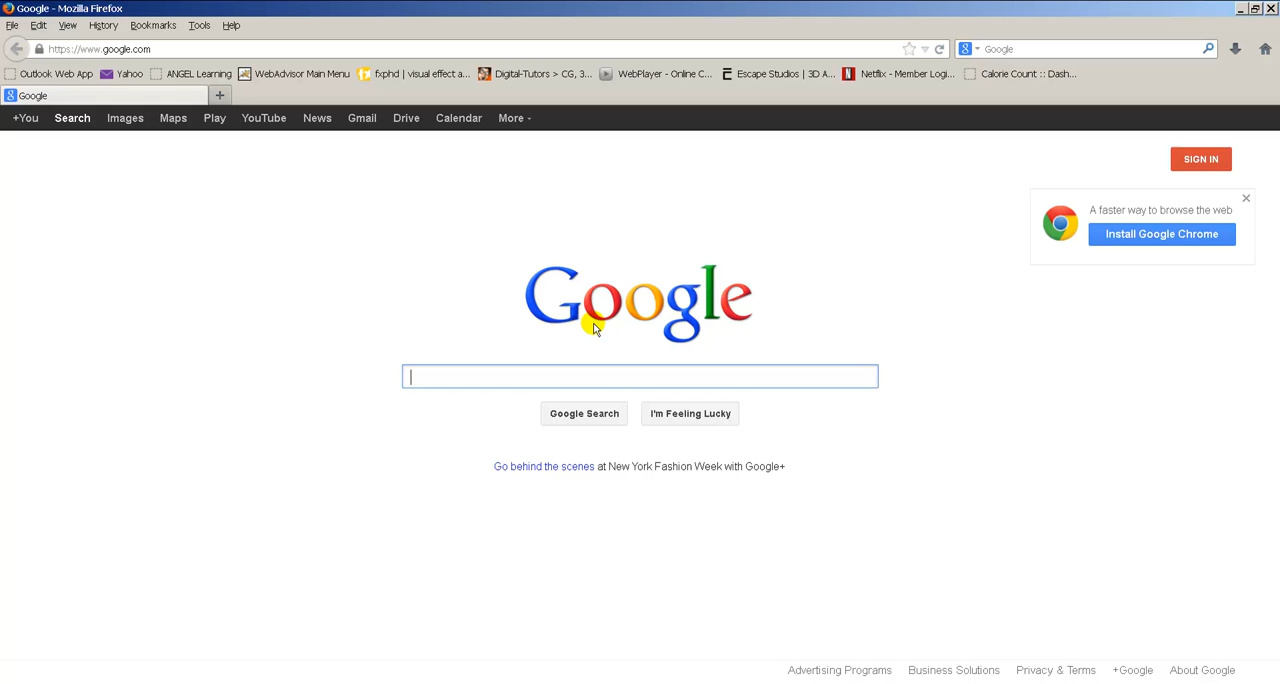 Google - Mozilla Firefox
File Edit View History Bookmarks Tools Help
https://www.google.com Google
Outlook Web App Yahoo ANGEL Learning WebAdvisor Main Menu fxphd | visual effect a... Digital-Tutors > CG, 3... WebPlayer - Online C... Escape Studios | 3D A... Netflix - Member Logi... Calorie Count :: Dash...
Google
+You Search Images Maps Play YouTube News Gmail Drive Calendar More
SIGN IN
A faster way to browse the web
Install Google Chrome
Google
Google Search I'm Feeling Lucky
Go behind the scenes at New York Fashion Week with Google+
Advertising Programs Business Solutions Privacy & Terms +Google About Google